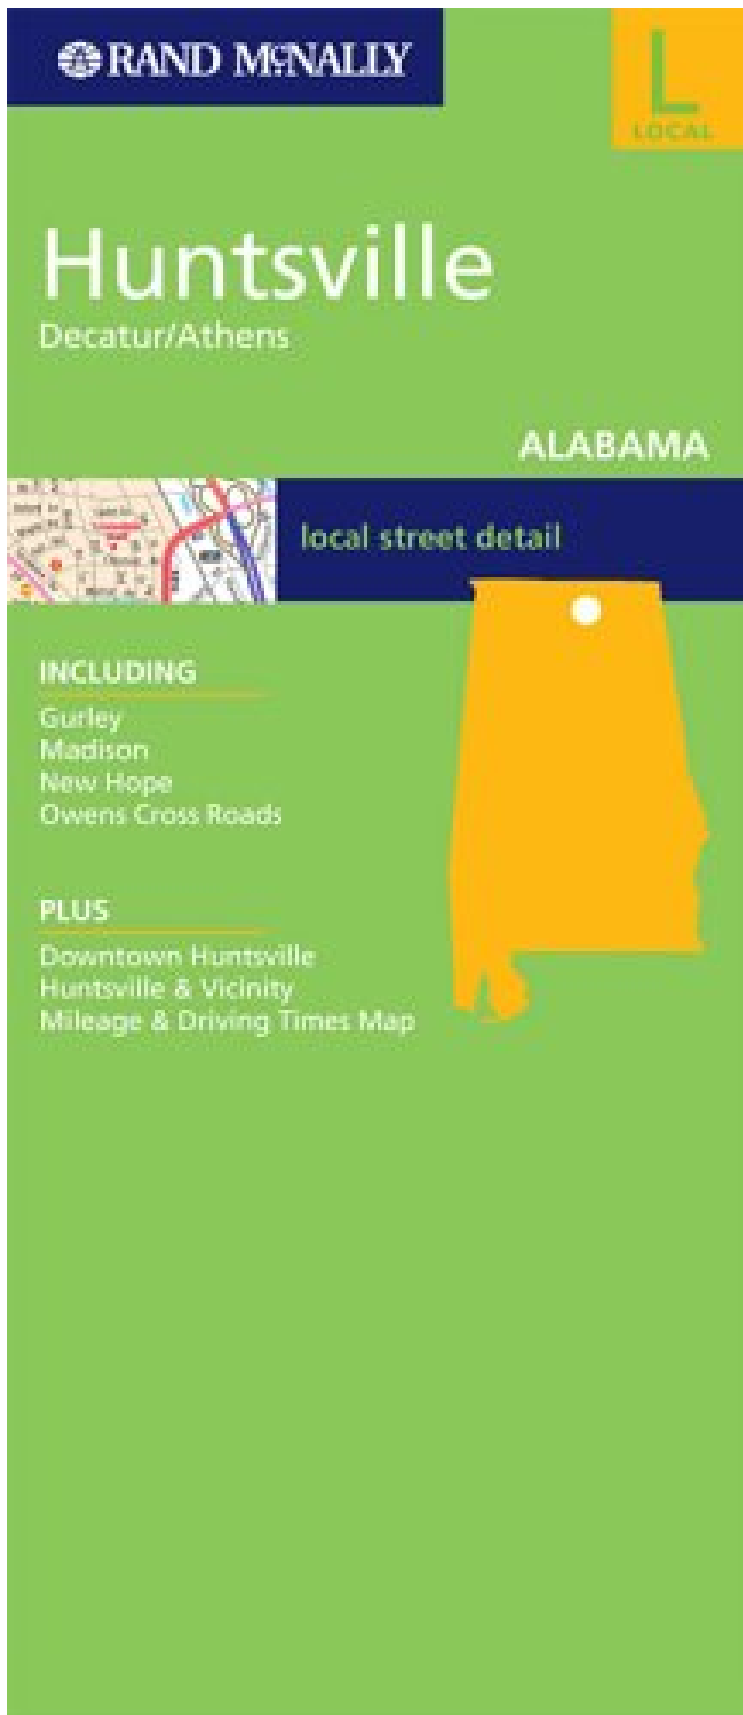 RAND McNALLY
L
LOCAL
Huntsville
Decatur/Athens
ALABAMA
local street detail
INCLUDING
Gurley
Madison
New Hope
Owens Cross Roads
PLUS
Downtown Huntsville
Huntsville & Vicinity
Mileage & Driving Times Map